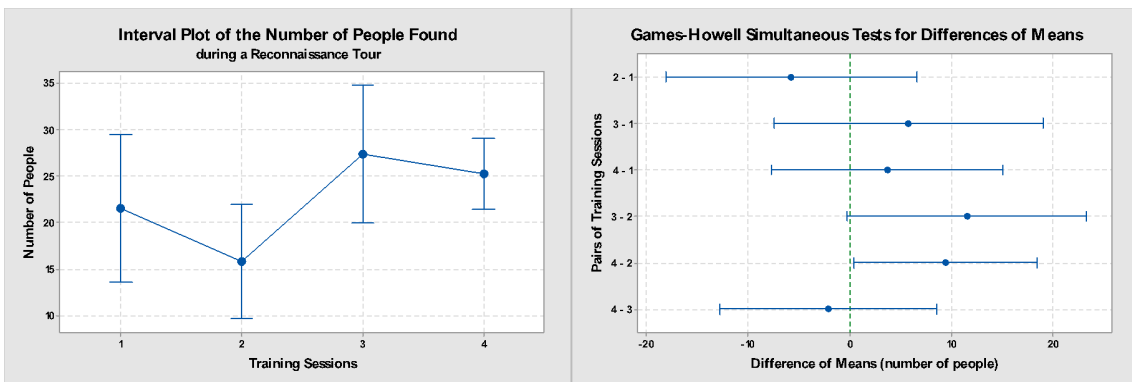 Interval Plot of the Number of People Found
during a Reconnaissance Tour
Number of People
35
30
25
20
15
10
1 2 3 4
Training Sessions
Games-Howell Simultaneous Tests for Differences of Means
Pairs of Training Sessions
2 - 1
3 - 1
4 - 1
3 - 2
4 - 2
4 - 3
-20 -10 0 10 20
Difference of Means (number of people)